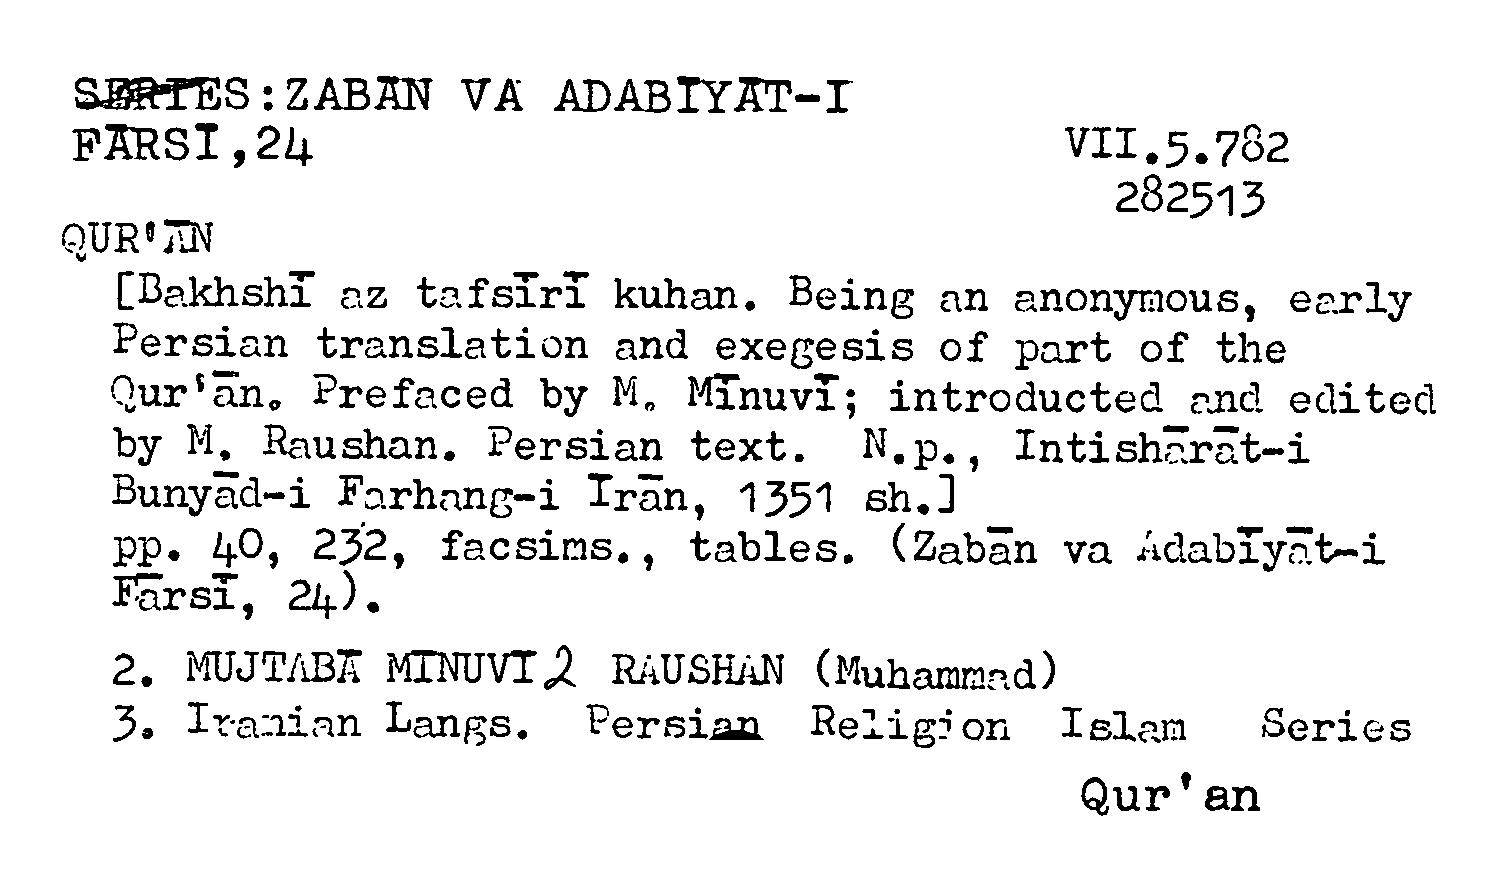 SERIES:ZABĀN VA ADABĪYĀT-I
FĀRSĪ,24
VII.5.782
282513
QUR'ĀN
[Bakhshī az tafsīrī kuhan. Being an anonymous, early
Persian translation and exegesis of part of the
Qur'ān. Prefaced by M. Mīnuvī; introducted and edited
by M. Raushan. Persian text. N.p., Intishārāt-i
Bunyād-i Farhang-i Īrān, 1351 sh.]
pp. 40, 232, facsims., tables. (Zabān va Adabīyāt-i
Fārsī, 24).
2. MUJTABĀ MĪNUVĪ 2 RAUSHAN (Muhammad)
3. Iranian Langs. Persian Religion Islam Series
Qur'an